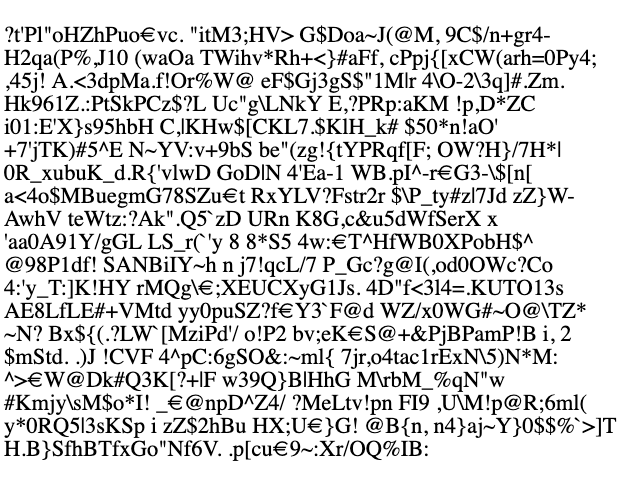 ?t'Pl"oHZhPuo€vc. "itM3;HV> G$Doa~J(@M, 9C$/n+gr4-
H2qa(P%,J10 (waOa TWihv*Rh+<}#aFf, cPpj{[xCW(arh=0Py4;
,45j! A.<3dpMa.f!Or%W@ eF$Gj3gS$"1M|r 4\O-2\3q]#.Zm.
Hk961Z.:PtSkPCz$?L Uc"g\LNkY E,?PRp:aKM !p,D*ZC
i01:E'X}s95hbH C,|KHw$[CKL7.$KlH_k# $50*n!aO'
+7'jTK)#5^E N~YV:v+9bS be"(zg!{tYPRqf[F; OW?H}/7H*|
0R_xubuK_d.R{'vlwD GoD|N 4'Ea-1 WB.pI^-r€G3-\$[n[
a<4o$MBuegmG78SZu€t RxYLV?Fstr2r $\P_ty#z|7Jd zZ}W-
AwhV teWtz:?Ak".Q5`zD URn K8G,c&u5dWfSerX x
'aa0A91Y/gGL LS_r(`'y 8 8*S5 4w:€T^HfWB0XPobH$^
@98P1df! SANBiIY~h n j7!qcL/7 P_Gc?g@I(,od0OWc?Co
4:'y_T:]K!HY rMQg\€;XEUCXyG1Js. 4D"f<3l4=.KUTO13s
AE8LfLE#+VMtd yy0puSZ?f€Y3`F@d WZ/x0WG#~O@\TZ*
~N? Bx${(.?LW`[MziPd'/ o!P2 bv;eK€S@+&PjBPamP!B i, 2
$mStd. .)J !CVF 4^pC:6gSO&:~ml{ 7jr,o4tac1rExN\5)N*M:
^>€W@Dk#Q3K[?+|F w39Q}B|HhG M\rbM_%qN"w
#Kmjy\sM$o*I! _€@npD^Z4/ ?MeLtv!pn FI9 ,U\M!p@R;6ml(
y*0RQ5|3sKSp i zZ$2hBu HX;U€}G! @B{n, n4}aj~Y}0$$%`>]T
H.B}SfhBTfxGo"Nf6V. .p[cu€9~:Xr/OQ%IB: